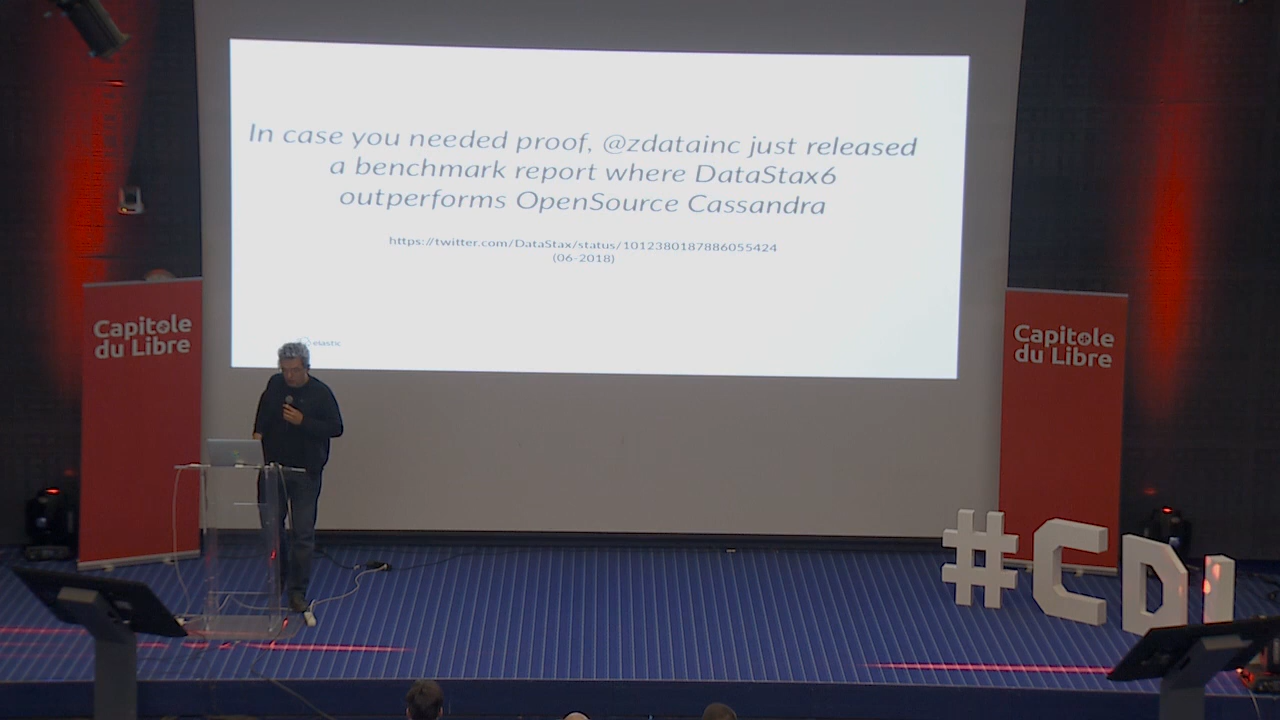 In case you needed proof, @zdatainc just released
a benchmark report where DataStax6
outperforms OpenSource Cassandra
https://twitter.com/DataStax/status/1012380187886055424
(06-2018)
elastic
Capitole
du Libre
Capitole
du Libre
#CDL